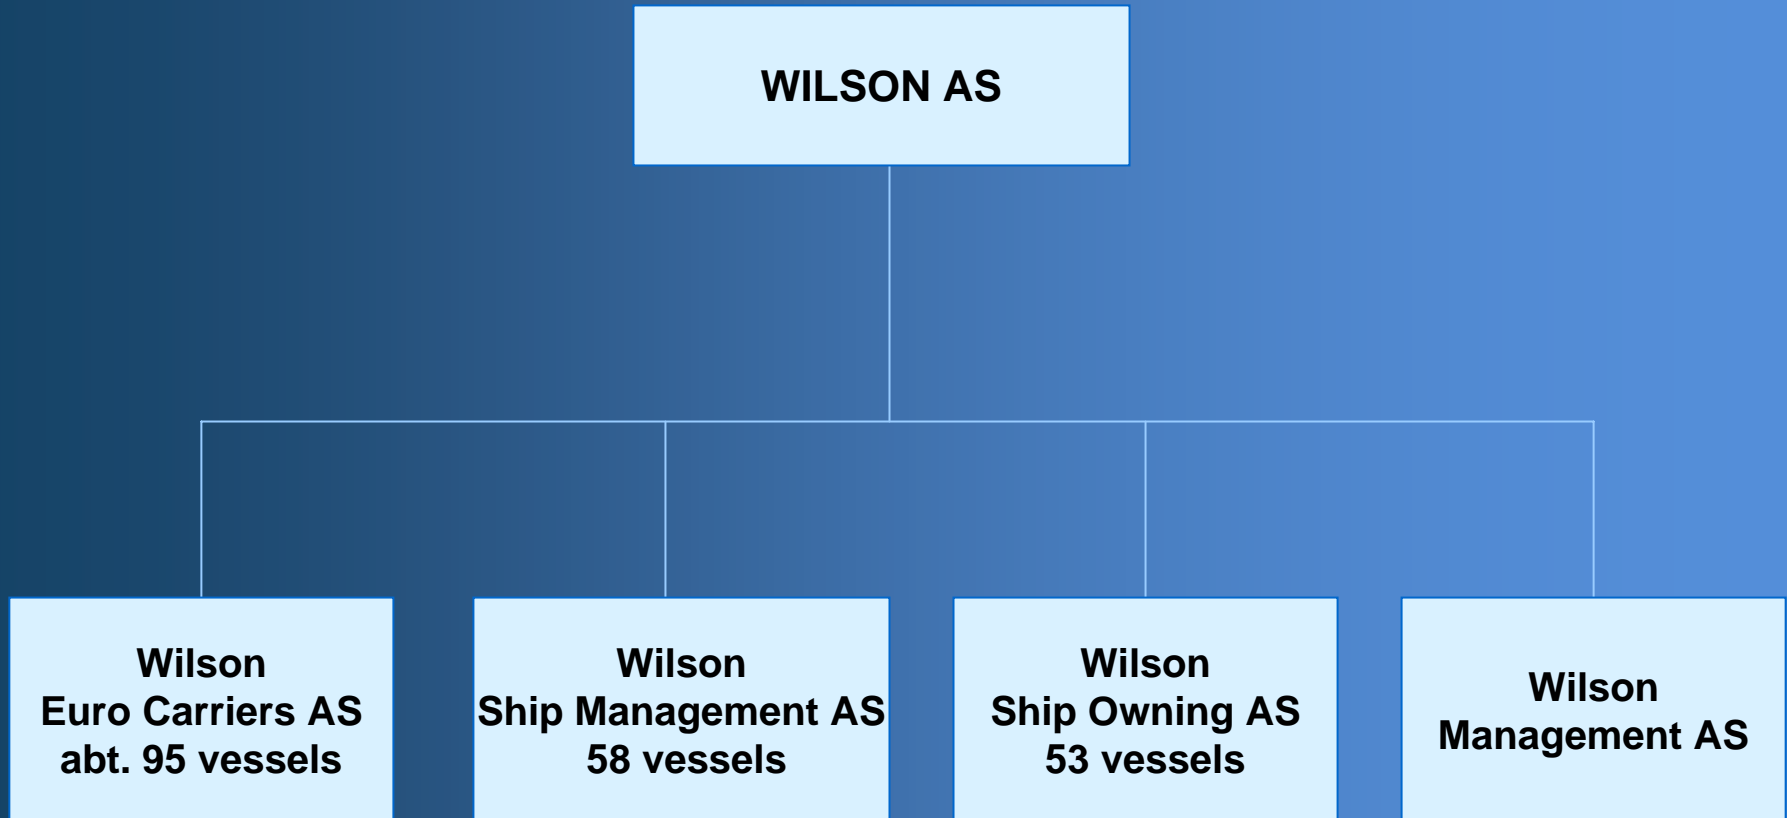 WILSON AS
Wilson
Euro Carriers AS
abt. 95 vessels
Wilson
Ship Management AS
58 vessels
Wilson
Ship Owning AS
53 vessels
Wilson
Management AS